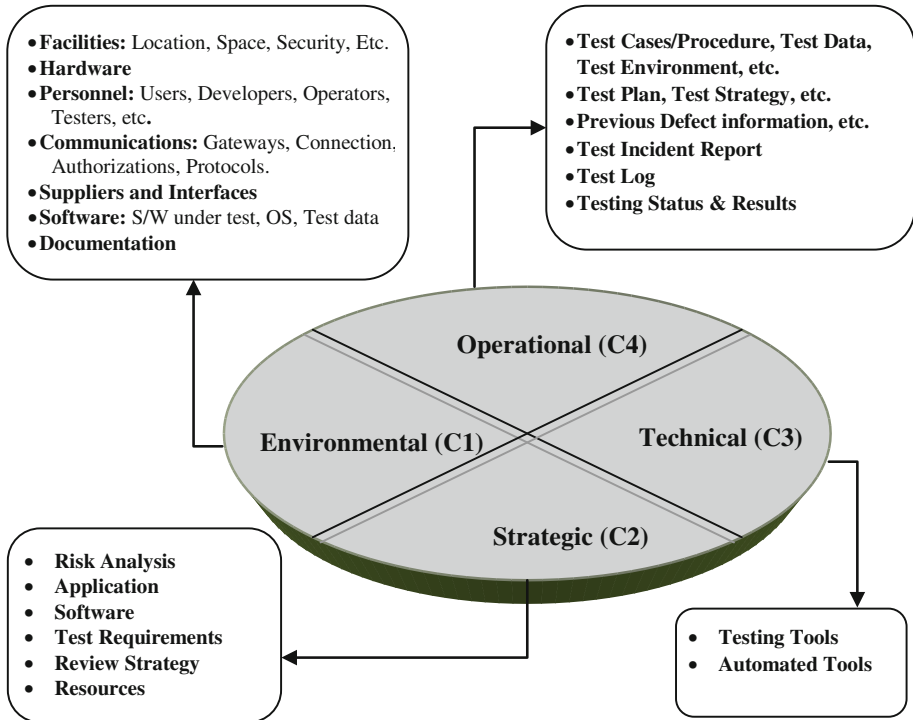 •Facilities: Location, Space, Security, Etc.
•Hardware
•Personnel: Users, Developers, Operators,
Testers, etc.
•Communications: Gateways, Connection,
Authorizations, Protocols.
•Suppliers and Interfaces
•Software: S/W under test, OS, Test data
•Documentation
•Test Cases/Procedure, Test Data,
Test Environment, etc.
•Test Plan, Test Strategy, etc.
•Previous Defect information, etc.
•Test Incident Report
•Test Log
•Testing Status & Results
Operational (C4)
Environmental (C1)
Technical (C3)
Strategic (C2)
• Risk Analysis
• Application
• Software
• Test Requirements
• Review Strategy
• Resources
• Testing Tools
• Automated Tools